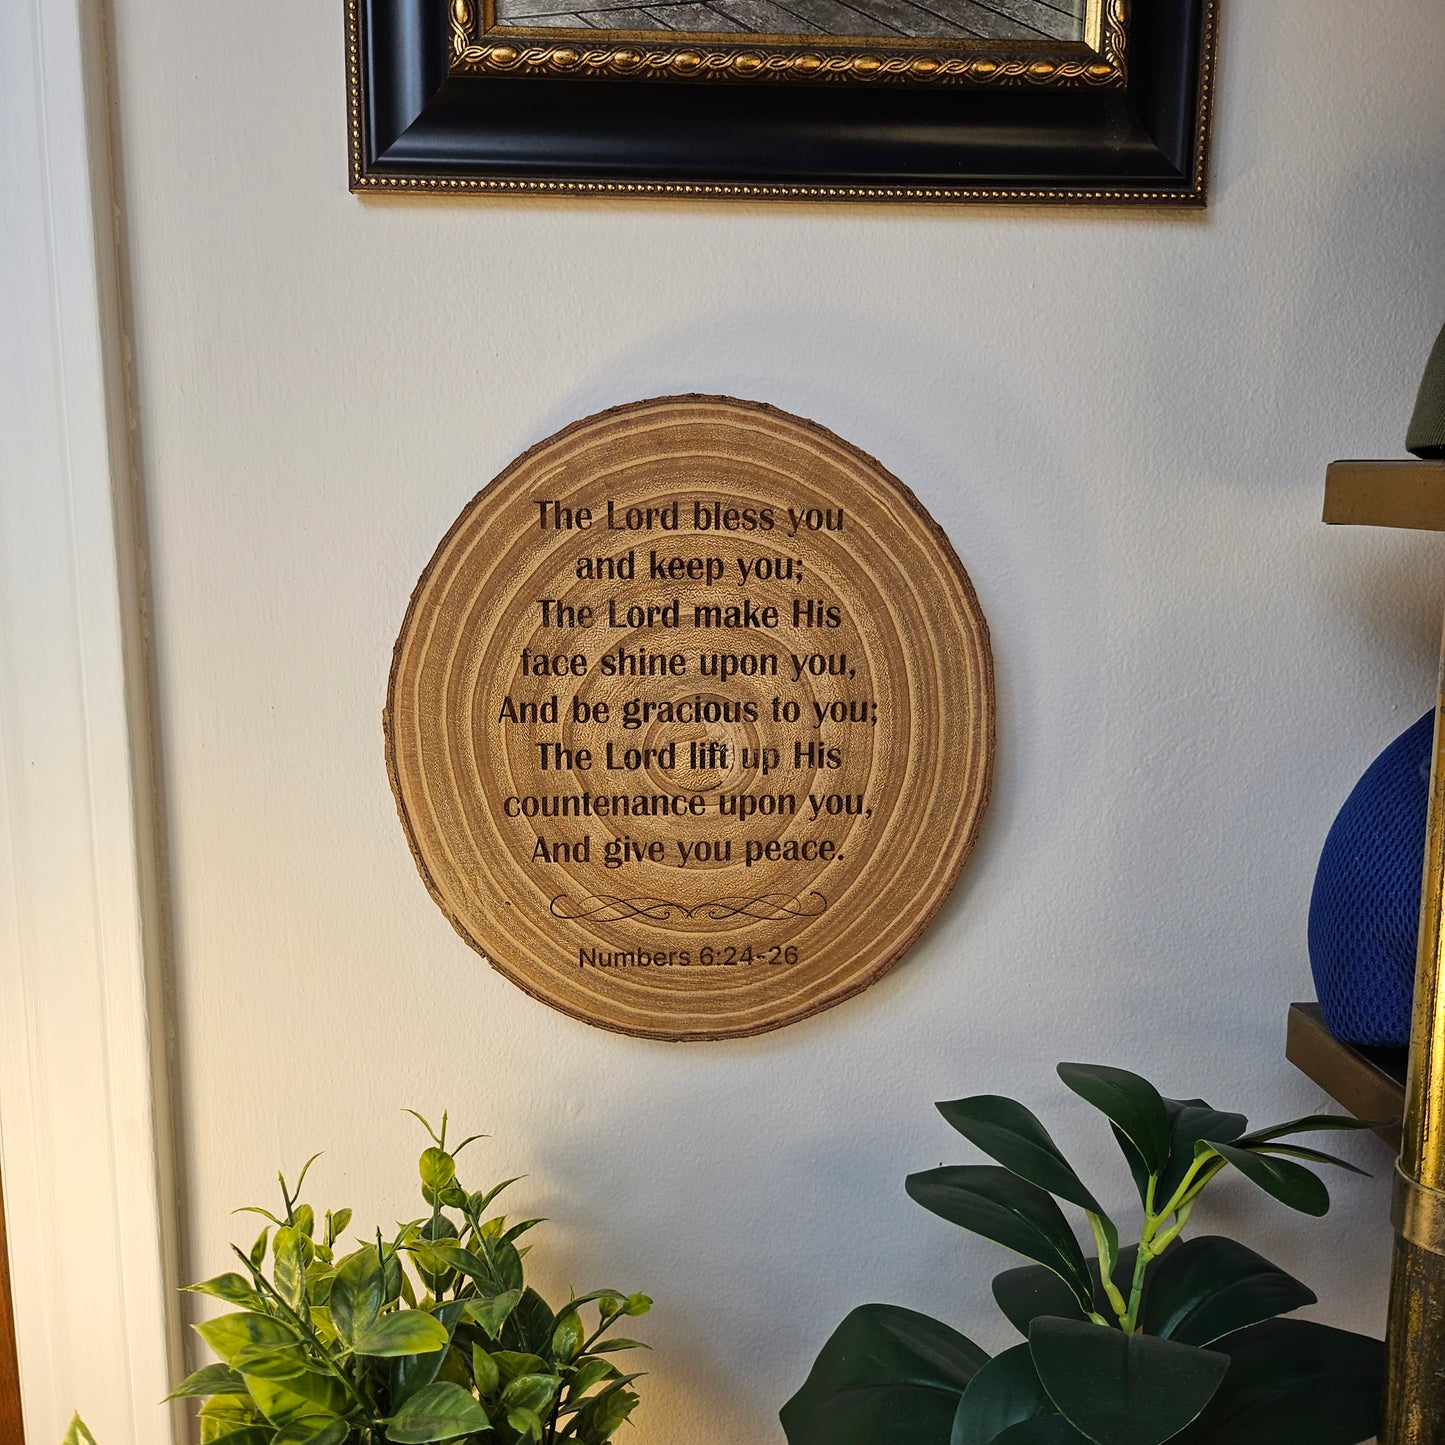 The Lord bless you
and keep you;
The Lord make His
face shine upon you,
And be gracious to you;
The Lord lift up His
countenance upon you,
And give you peace.
Numbers 6:24-26